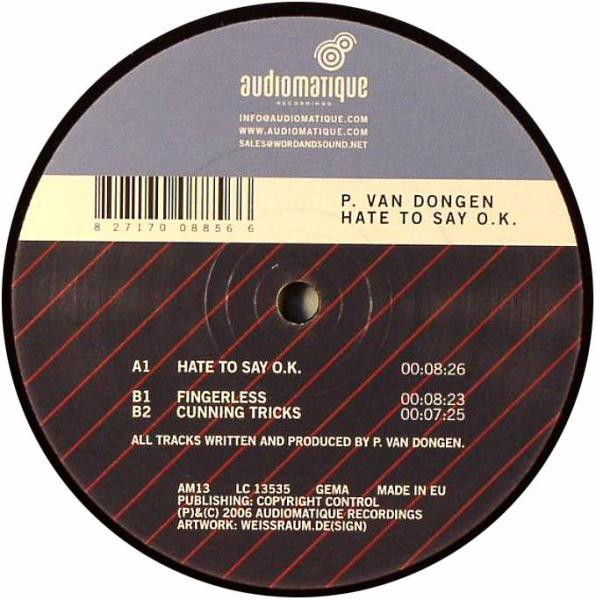 audiomatique
RECORDINGS
INFO@AUDIOMATIQUE.COM
WWW.AUDIOMATIQUE.COM
SALES@WORDANDSOUND.NET
8 27170 08856 6
P. VAN DONGEN
HATE TO SAY O.K.
A1 HATE TO SAY O.K. 00:08:26
B1 FINGERLESS 00:08:23
B2 CUNNING TRICKS 00:07:25
ALL TRACKS WRITTEN AND PRODUCED BY P. VAN DONGEN.
AM13 LC 13535 GEMA MADE IN EU
PUBLISHING: COPYRIGHT CONTROL
(P)&(C) 2006 AUDIOMATIQUE RECORDINGS
ARTWORK: WEISSRAUM.DE(SIGN)